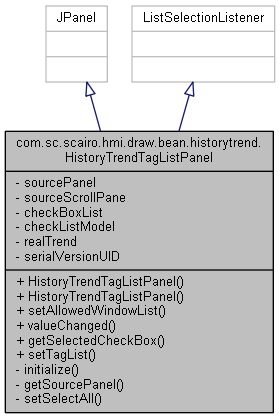 JPanel
ListSelectionListener
com.sc.scairo.hmi.draw.bean.historytrend.
HistoryTrendTagListPanel
- sourcePanel
- sourceScrollPane
- checkBoxList
- checkListModel
- realTrend
- serialVersionUID
+ HistoryTrendTagListPanel()
+ HistoryTrendTagListPanel()
+ setAllowedWindowList()
+ valueChanged()
+ getSelectedCheckBox()
+ setTagList()
- initialize()
- getSourcePanel()
- setSelectAll()